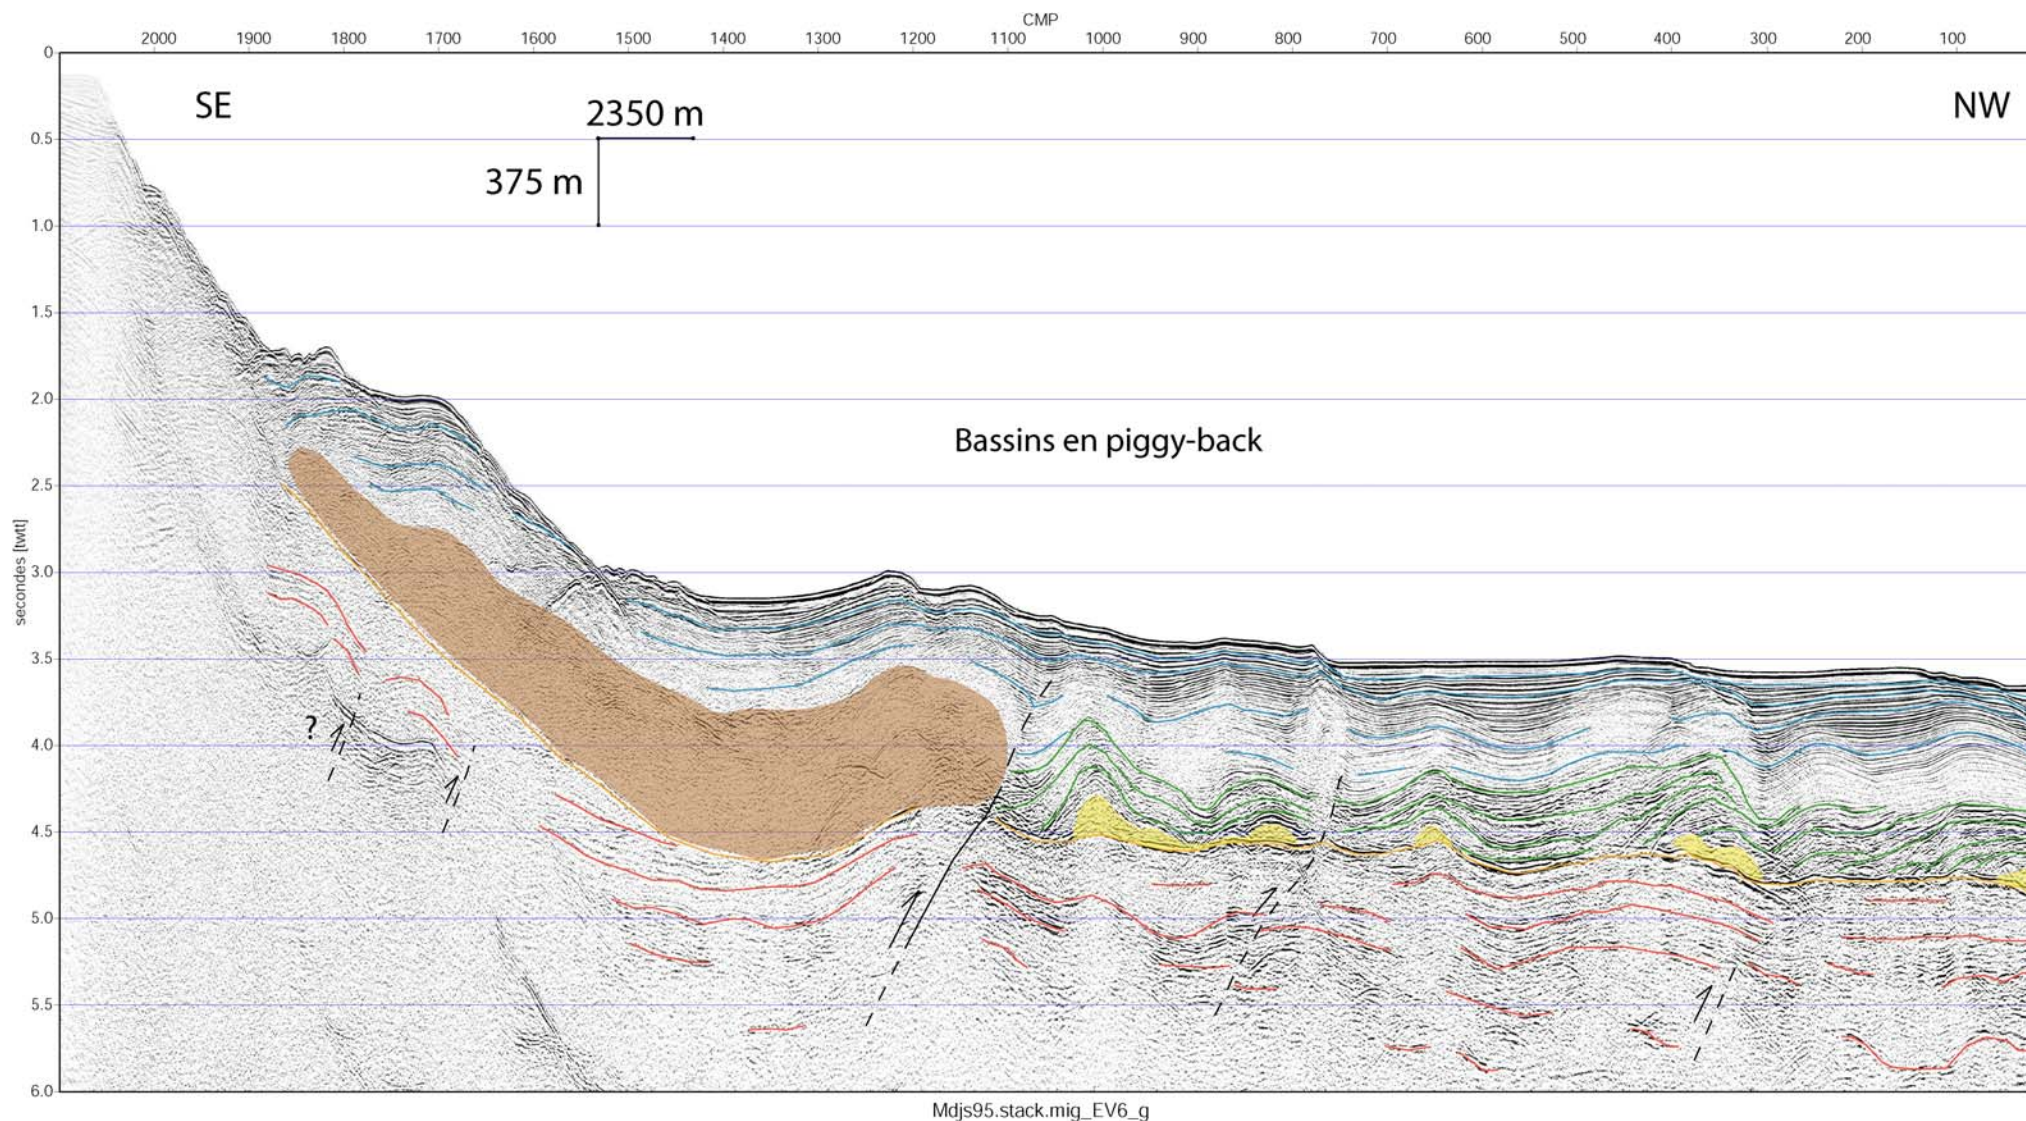 CMP
2000 1900 1800 1700 1600 1500 1400 1300 1200 1100 1000 900 800 700 600 500 400 300 200 100
0
SE
NW
2350 m
0.5
375 m
1.0
1.5
2.0
Bassins en piggy-back
2.5
secondes [twtt]
3.0
3.5
?
4.0
4.5
5.0
5.5
6.0
Mdjs95.stack.mig_EV6_g